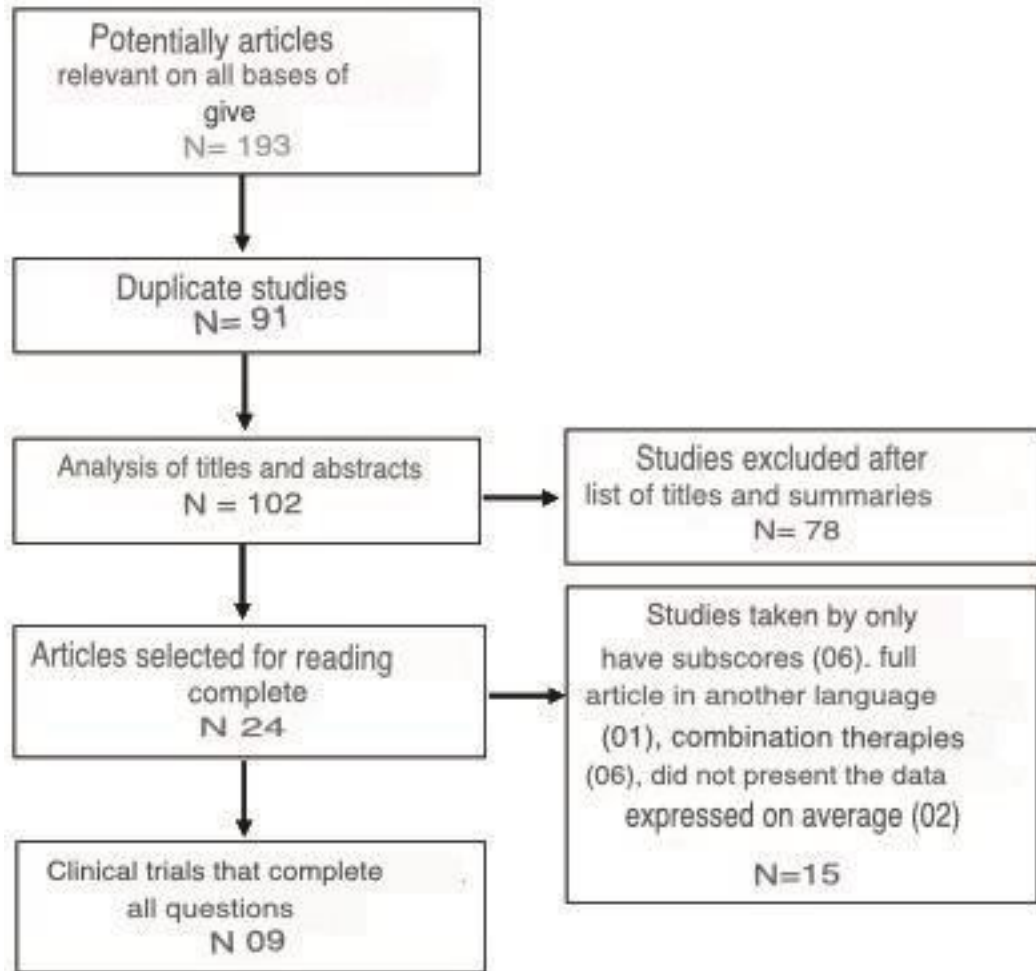 Potentially articles
relevant on all bases of
give
N= 193
Duplicate studies
N= 91
Analysis of titles and abstracts
N = 102
Studies excluded after
list of titles and summaries
N= 78
Articles selected for reading
complete
N 24
Studies taken by only
have subscores (06). full
article in another language
(01), combination therapies
(06), did not present the data
expressed on average (02)
N=15
Clinical trials that complete
all questions
N 09